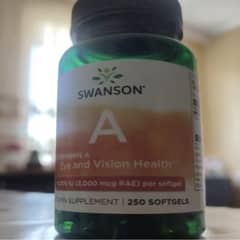 SWANSON®
A
Eye and Vision Health
(3,000 mcg RAE) per softgel
SUPPLEMENT | 250 SOFTGELS